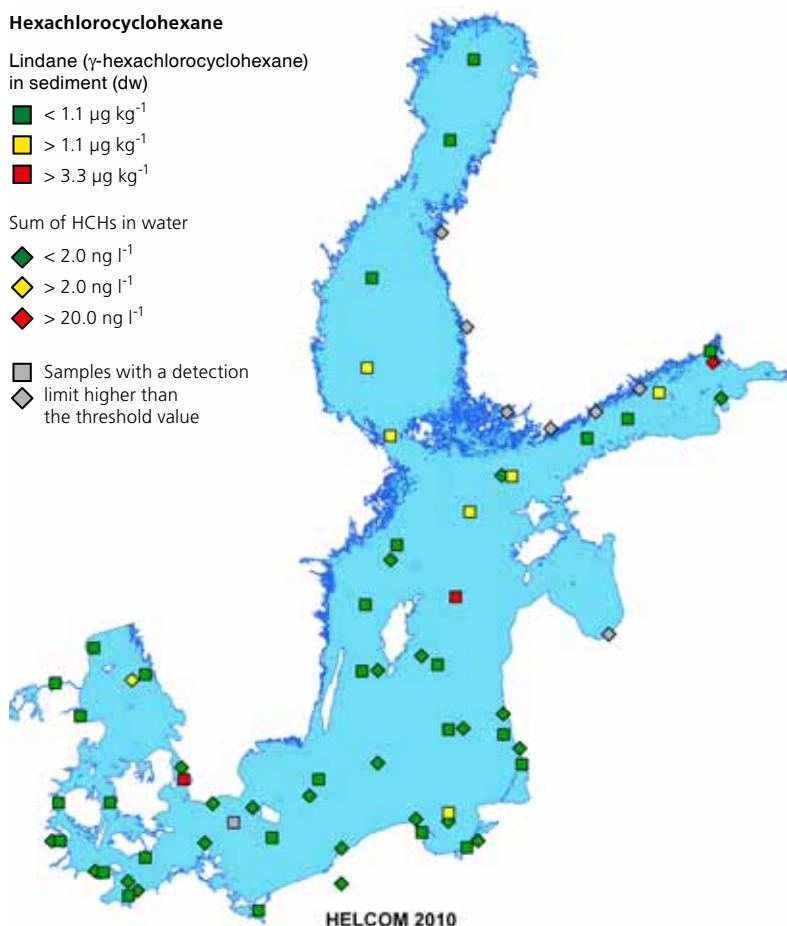 Hexachlorocyclohexane
Lindane (γ-hexachlorocyclohexane)
in sediment (dw)
< 1.1 µg kg⁻¹
> 1.1 µg kg⁻¹
> 3.3 µg kg⁻¹
Sum of HCHs in water
< 2.0 ng l⁻¹
> 2.0 ng l⁻¹
> 20.0 ng l⁻¹
Samples with a detection
limit higher than
the threshold value
HELCOM 2010